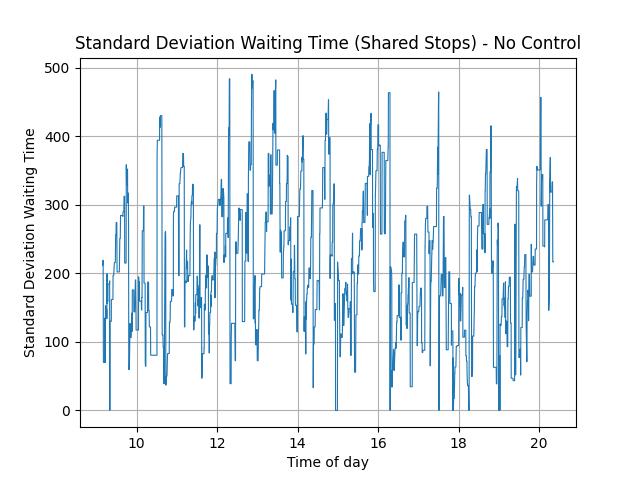 Standard Deviation Waiting Time (Shared Stops) - No Control
500
400
300
200
100
0
Standard Deviation Waiting Time
10 12 14 16 18 20
Time of day